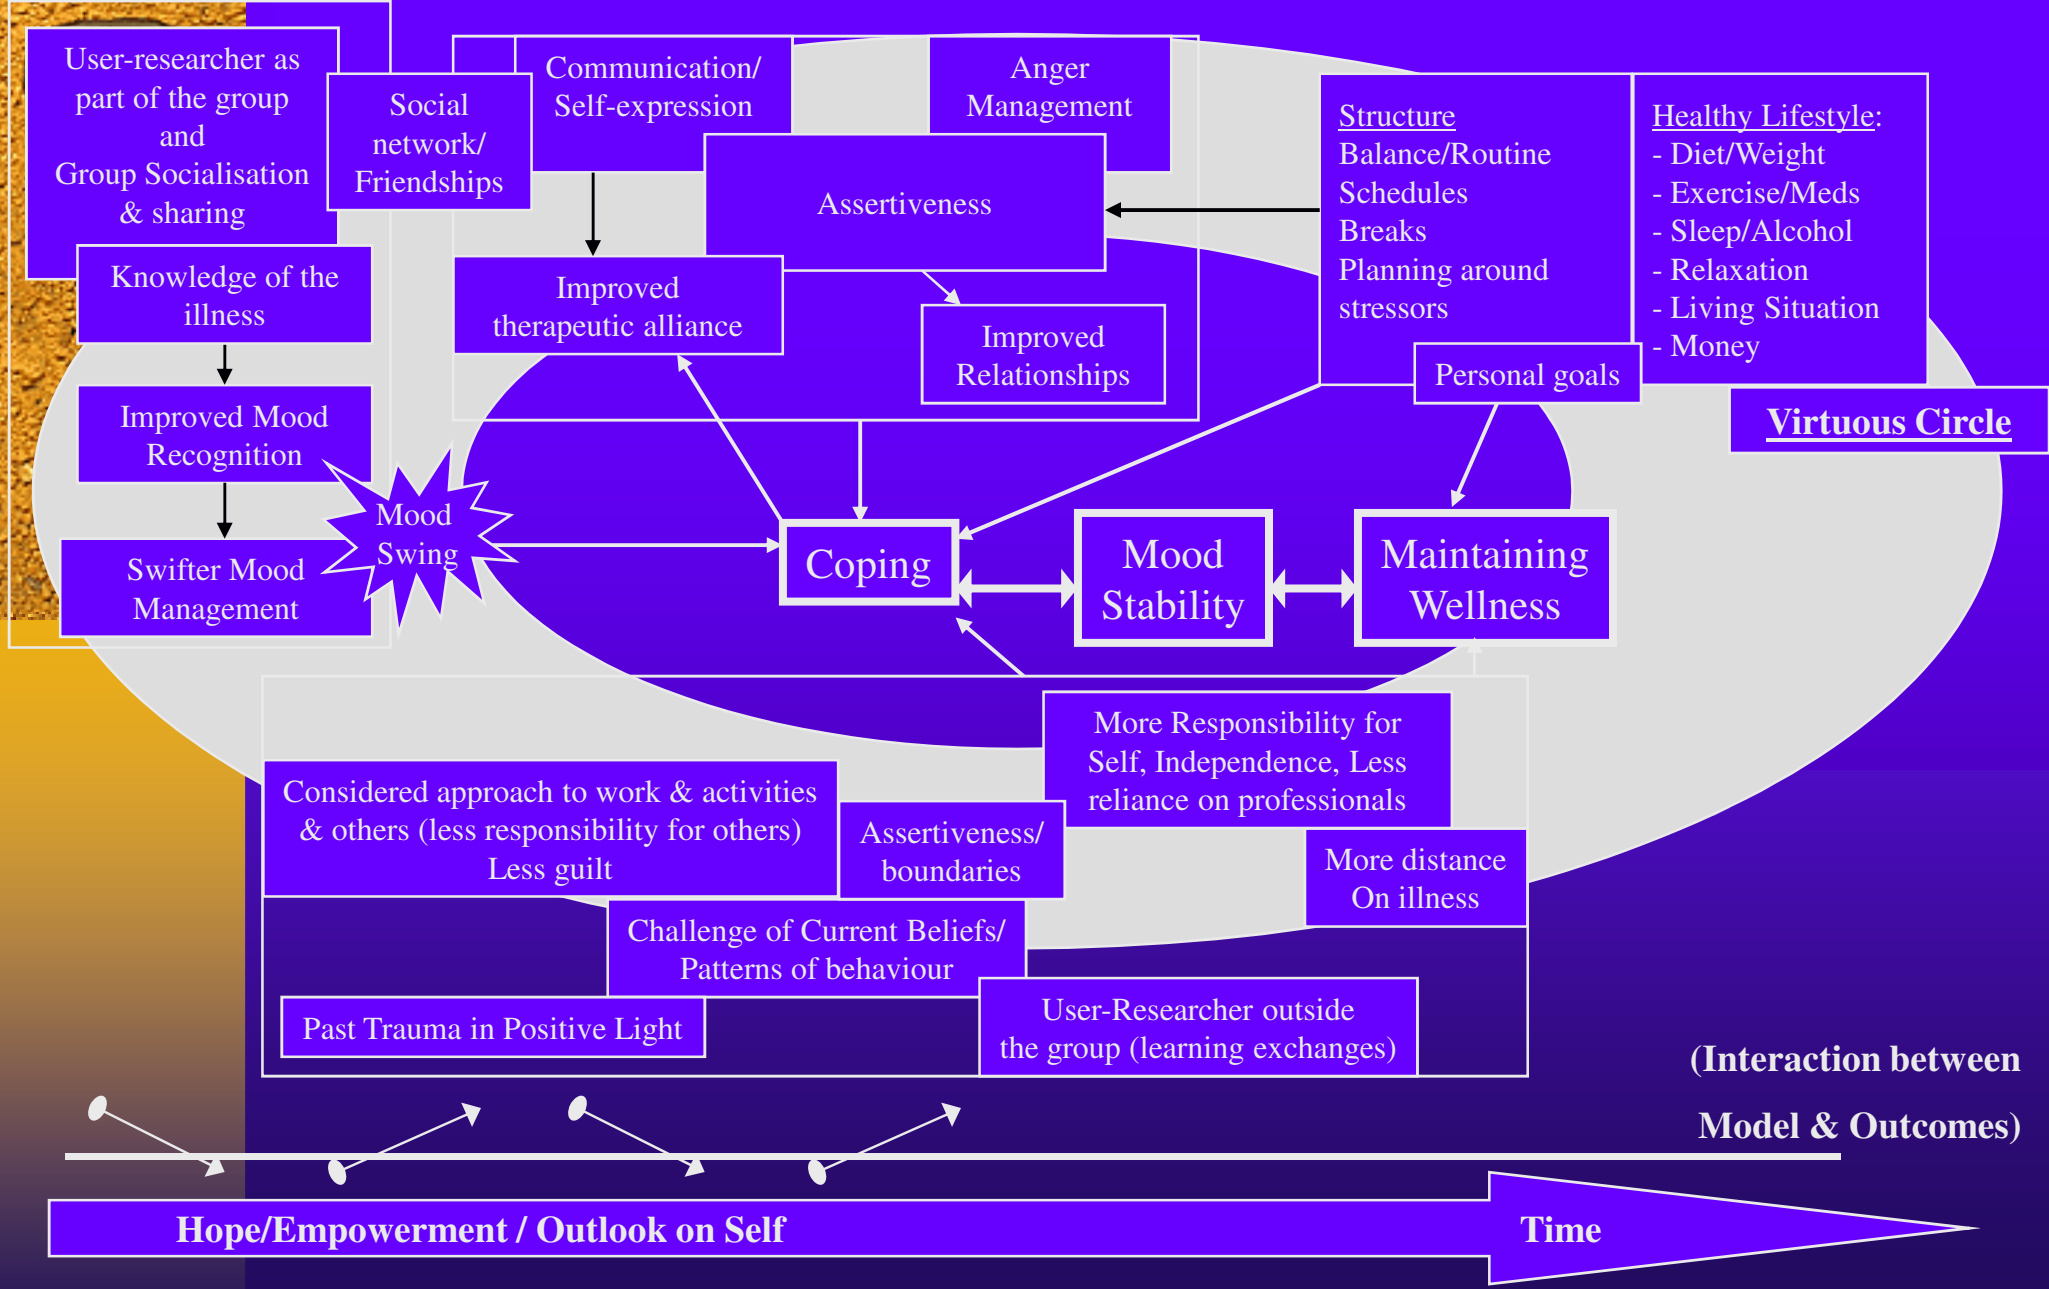 User-researcher as
part of the group
and
Group Socialisation
& sharing
Social
network/
Friendships
Communication/
Self-expression
Anger
Management
Assertiveness
Structure
Balance/Routine
Schedules
Breaks
Planning around
stressors
Healthy Lifestyle:
- Diet/Weight
- Exercise/Meds
- Sleep/Alcohol
- Relaxation
- Living Situation
- Money
Knowledge of the
illness
Improved
therapeutic alliance
Improved
Relationships
Personal goals
Virtuous Circle
Improved Mood
Recognition
Mood
Swing
Swifter Mood
Management
Coping
Mood
Stability
Maintaining
Wellness
More Responsibility for
Self, Independence, Less
reliance on professionals
Considered approach to work & activities
& others (less responsibility for others)
Less guilt
Assertiveness/
boundaries
More distance
On illness
Challenge of Current Beliefs/
Patterns of behaviour
Past Trauma in Positive Light
User-Researcher outside
the group (learning exchanges)
(Interaction between
Model & Outcomes)
Hope/Empowerment / Outlook on Self
Time